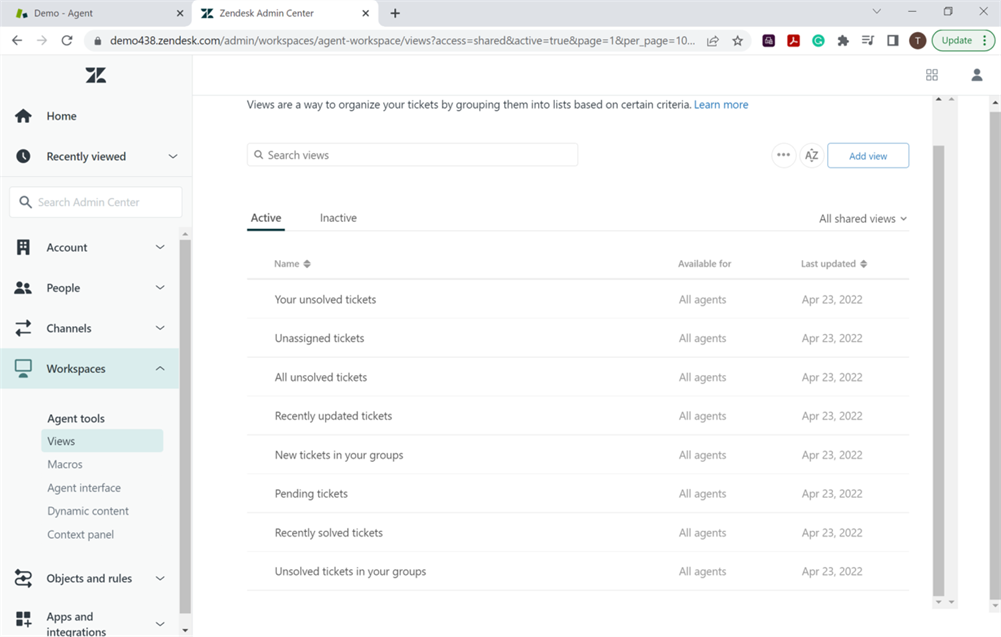 Demo - Agent
Zendesk Admin Center
demo438.zendesk.com/admin/workspaces/agent-workspace/views?access=shared&active=true&page=1&per_page=10...
T
Update
Home
Recently viewed
Search Admin Center
Account
People
Channels
Workspaces
Agent tools
Views
Macros
Agent interface
Dynamic content
Context panel
Objects and rules
Apps and
integrations
Views are a way to organize your tickets by grouping them into lists based on certain criteria. Learn more
Search views
AZ
Add view
Active Inactive
All shared views
Name Available for Last updated
Your unsolved tickets All agents Apr 23, 2022
Unassigned tickets All agents Apr 23, 2022
All unsolved tickets All agents Apr 23, 2022
Recently updated tickets All agents Apr 23, 2022
New tickets in your groups All agents Apr 23, 2022
Pending tickets All agents Apr 23, 2022
Recently solved tickets All agents Apr 23, 2022
Unsolved tickets in your groups All agents Apr 23, 2022